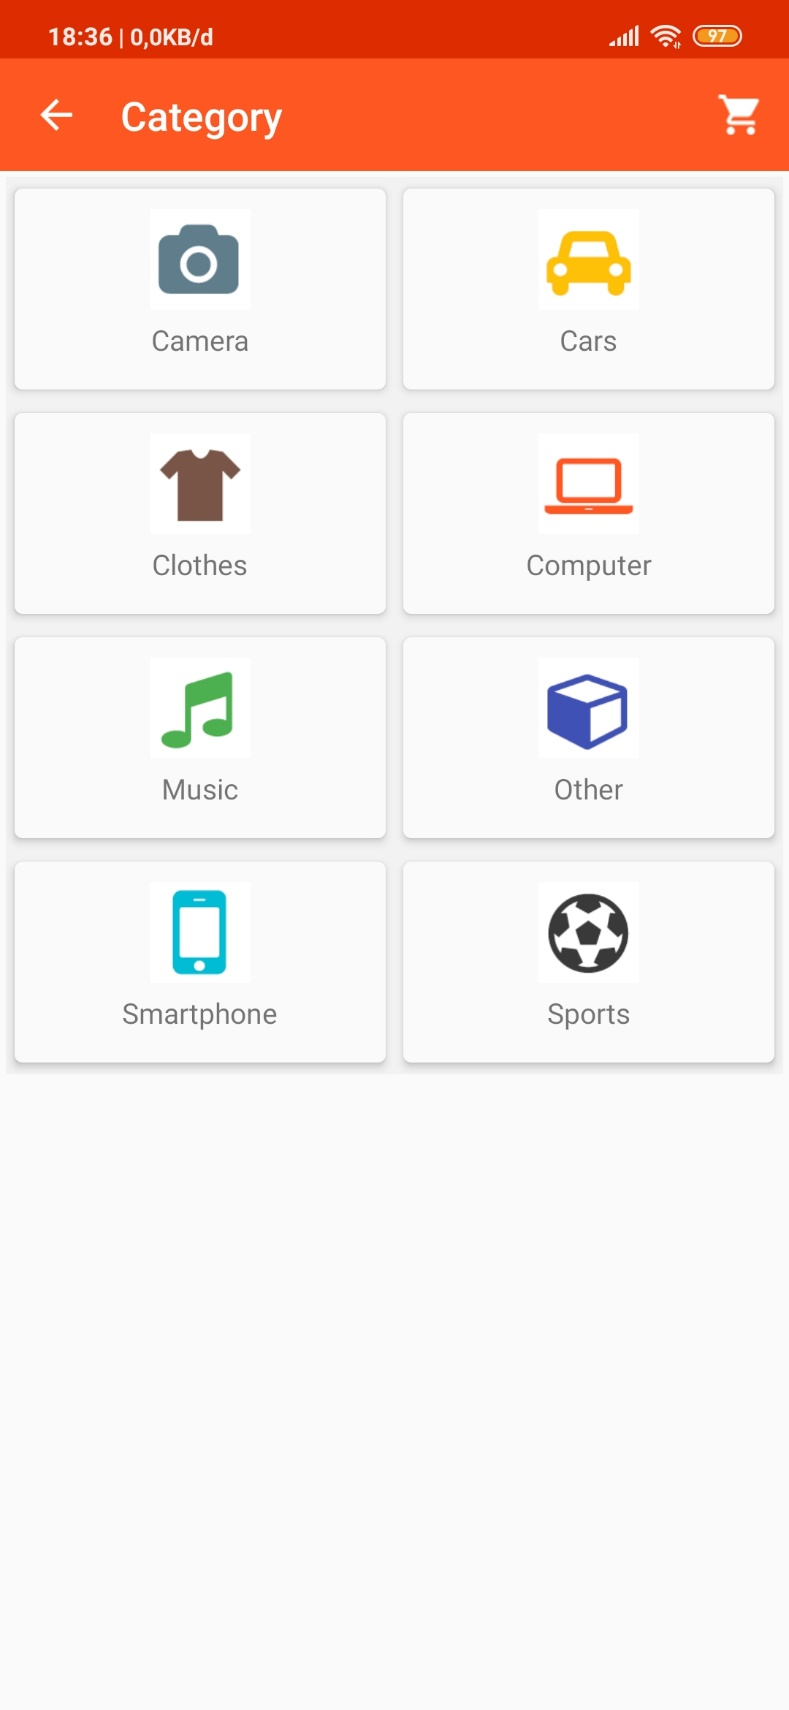 18:36 | 0,0KB/d 97
Category
Camera
Cars
Clothes
Computer
Music
Other
Smartphone
Sports